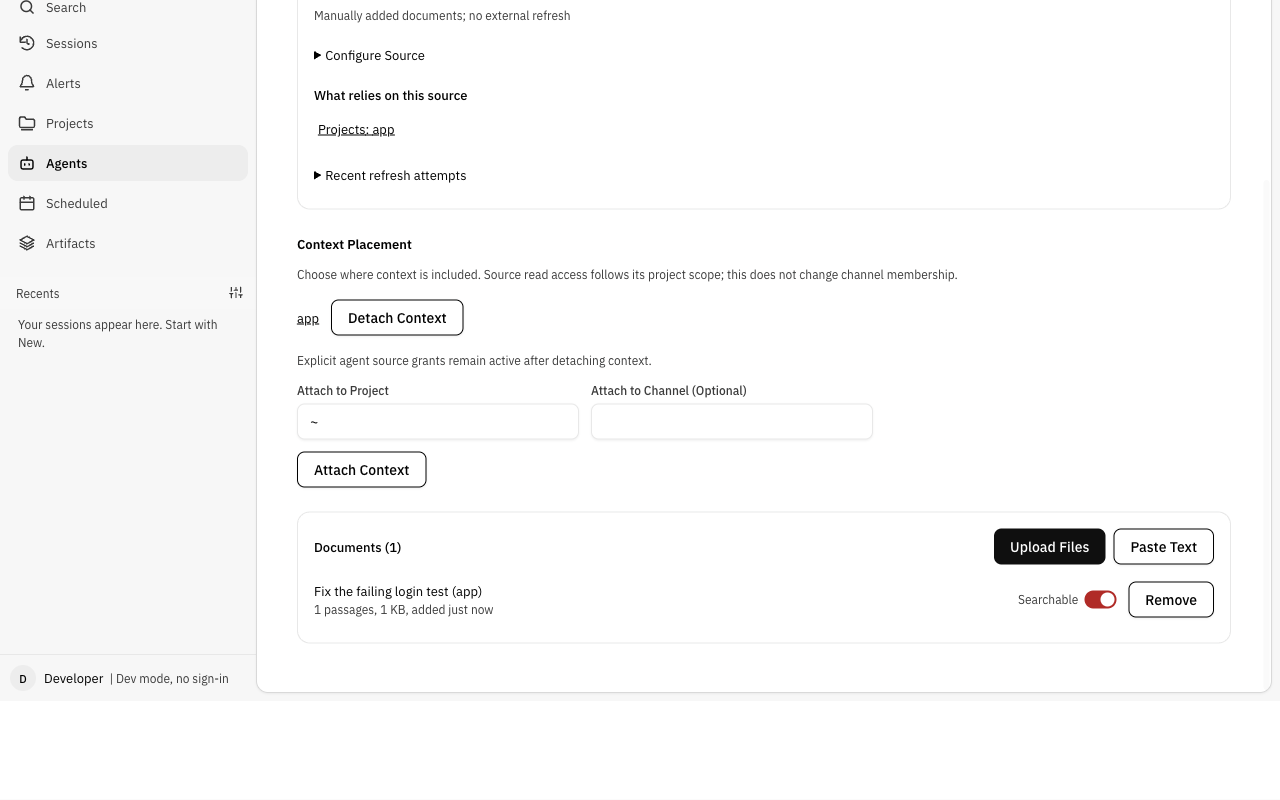 Search
Sessions
Alerts
Projects
Agents
Scheduled
Artifacts
Recents
Your sessions appear here. Start with
New.
D Developer | Dev mode, no sign-in
Manually added documents; no external refresh
Configure Source
What relies on this source
Projects: app
Recent refresh attempts
Context Placement
Choose where context is included. Source read access follows its project scope; this does not change channel membership.
app Detach Context
Explicit agent source grants remain active after detaching context.
Attach to Project Attach to Channel (Optional)
~
Attach Context
Documents (1) Upload Files Paste Text
Fix the failing login test (app)
1 passages, 1 KB, added just now
Searchable Remove